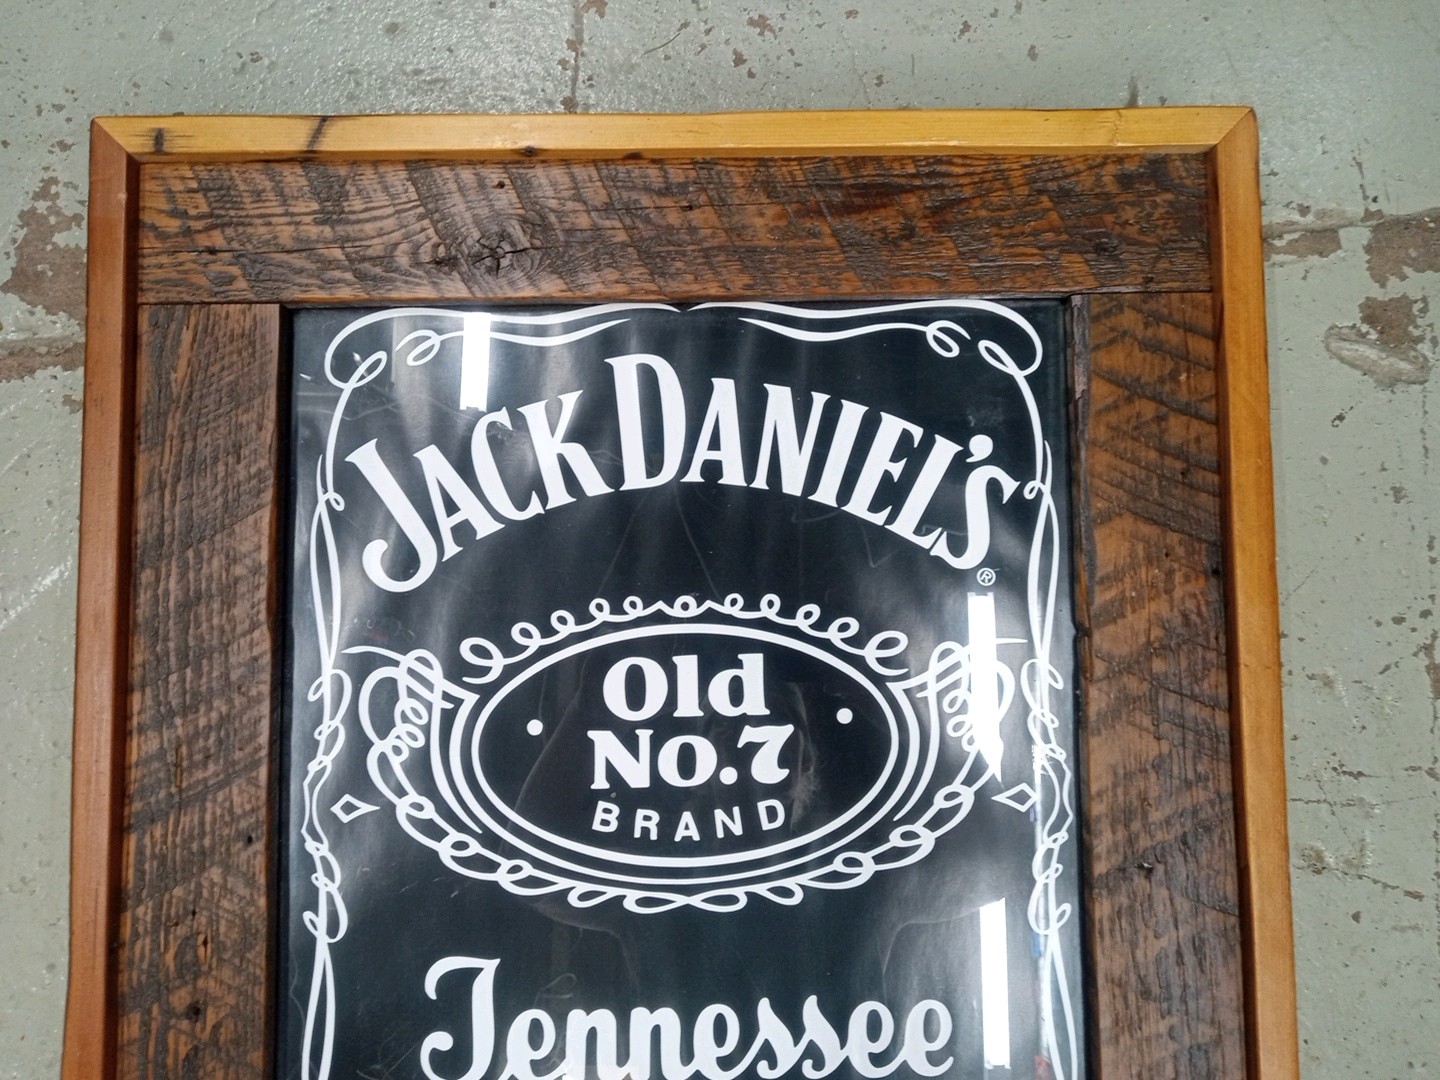 JACK DANIEL'S
®
Old
No.7
BRAND
Tennessee